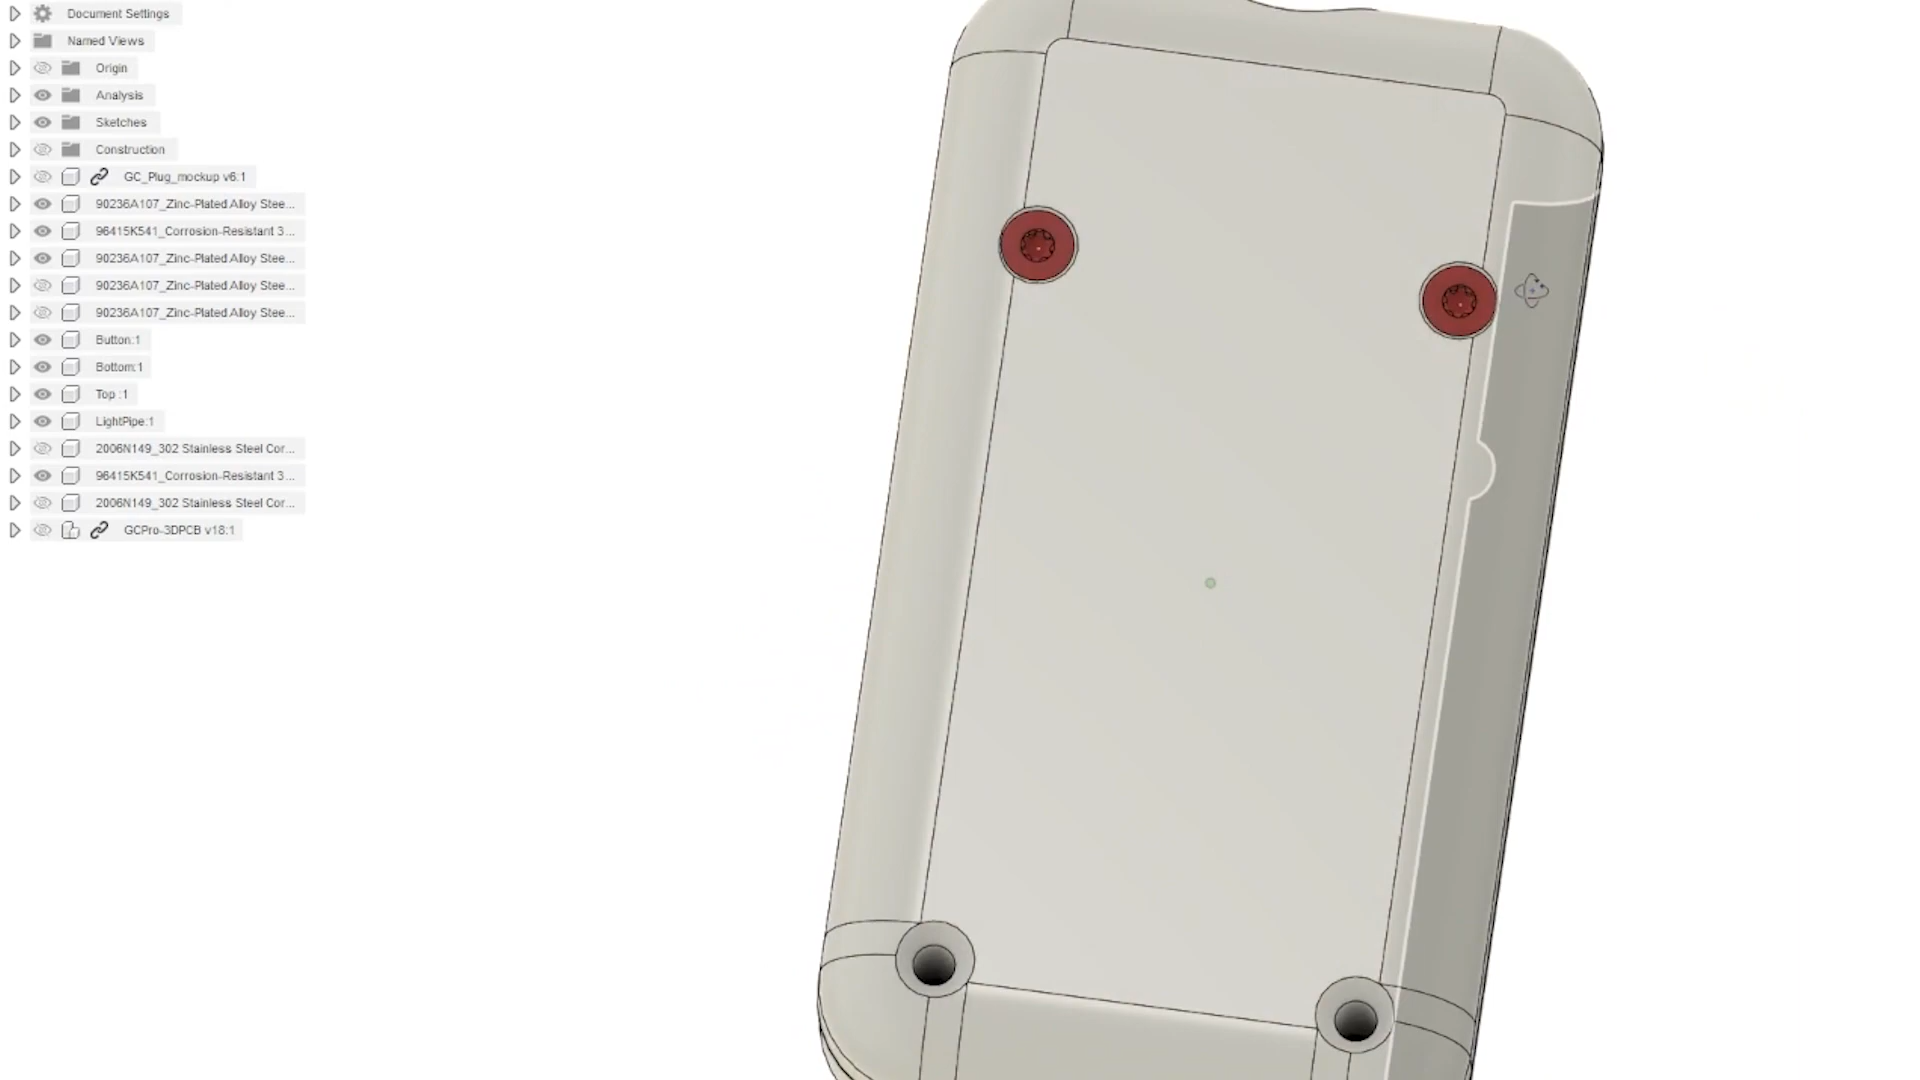 Document Settings
Named Views
Origin
Analysis
Sketches
Construction
GC_Plug_mockup v6:1
90236A107_Zinc-Plated Alloy Stee...
96415K541_Corrosion-Resistant 3...
90236A107_Zinc-Plated Alloy Stee...
90236A107_Zinc-Plated Alloy Stee...
90236A107_Zinc-Plated Alloy Stee...
Button:1
Bottom:1
Top :1
LightPipe:1
2006N149_302 Stainless Steel Cor...
96415K541_Corrosion-Resistant 3...
2006N149_302 Stainless Steel Cor...
GCPro-3DPCB v18:1